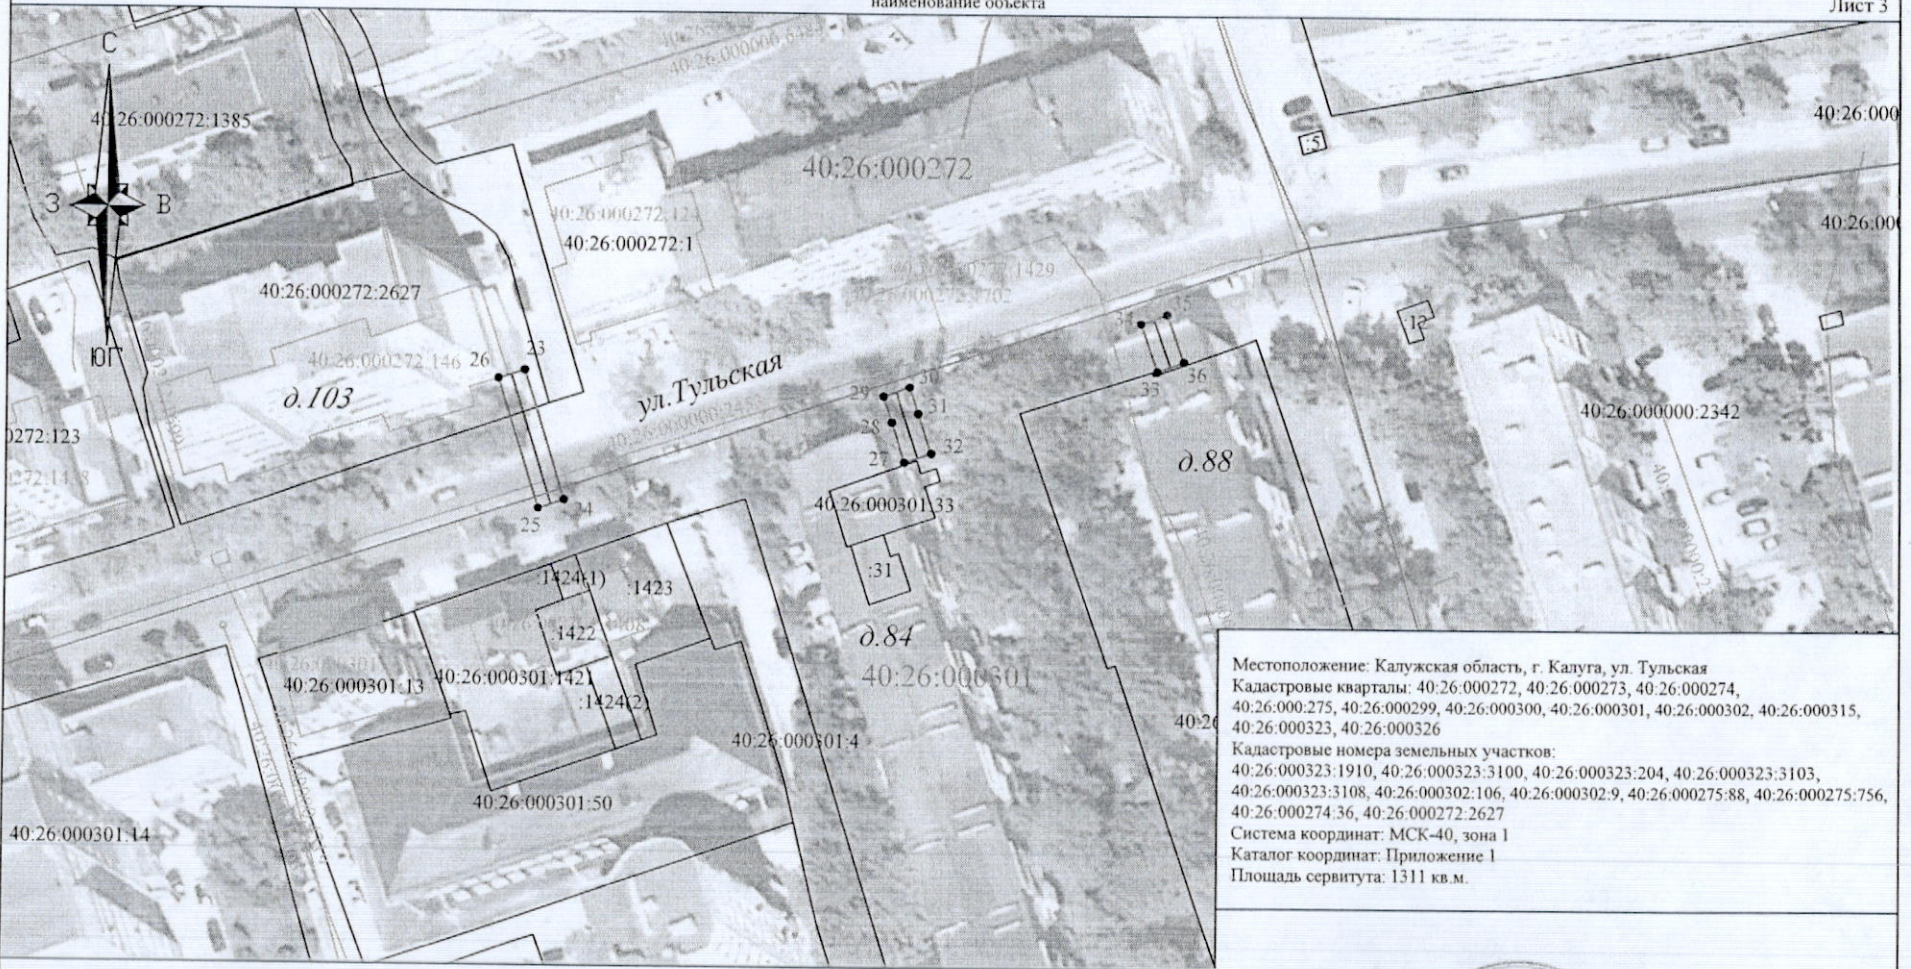 наименование объекта
Лист 3
С
З
В
ЮГ
40:26:000272:1385
40:26:000272
40:26:000272:1
40:26:000272:2627
40:26:000272:146
д.103
ул.Тульская
26
23
25
24
29
30
28
31
27
32
34
35
33
36
:5
:12
40:26:000
40:26:000
0272:123
40:26:000000:2342
д.88
40:26:000301:33
:31
д.84
40:26:000301
:1424(1)
:1423
:1422
40:26:000301:13
40:26:000301:1421
:1424(2)
40:26:000301:4
40:26:000301:50
40:26:000301:14
40:26
Местоположение: Калужская область, г. Калуга, ул. Тульская
Кадастровые кварталы: 40:26:000272, 40:26:000273, 40:26:000274,
40:26:000:275, 40:26:000299, 40:26:000300, 40:26:000301, 40:26:000302, 40:26:000315,
40:26:000323, 40:26:000326
Кадастровые номера земельных участков:
40:26:000323:1910, 40:26:000323:3100, 40:26:000323:204, 40:26:000323:3103,
40:26:000323:3108, 40:26:000302:106, 40:26:000302:9, 40:26:000275:88, 40:26:000275:756,
40:26:000274:36, 40:26:000272:2627
Система координат: МСК-40, зона 1
Каталог координат: Приложение 1
Площадь сервитута: 1311 кв.м.